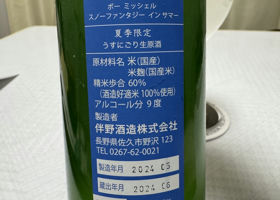 ボー ミッシェル
スノーファンタジー イン サマー
夏季限定
うすにごり生原酒
原材料名 米(国産)
米麹(国産米)
精米歩合 60%
(酒造好適米100%使用)
アルコール分 9度
製造者
伴野酒造株式会社
長野県佐久市野沢123
TEL 0267-62-0021
製造年月 2024 05
蔵出年月 2024 06